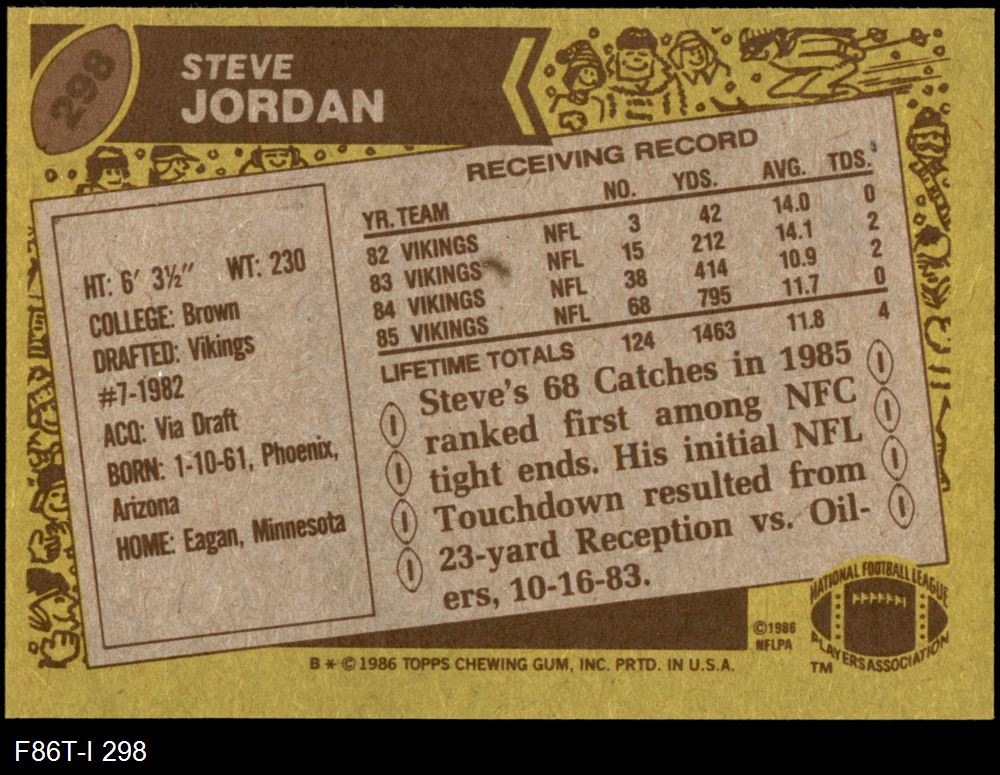 298
STEVE
JORDAN
RECEIVING RECORD
YR. TEAM NO. YDS. AVG. TDS.
82 VIKINGS NFL 3 42 14.0 0
83 VIKINGS NFL 15 212 14.1 2
84 VIKINGS NFL 38 414 10.9 2
85 VIKINGS NFL 68 795 11.7 0
LIFETIME TOTALS 124 1463 11.8 4
HT: 6' 3½" WT: 230
COLLEGE: Brown
DRAFTED: Vikings
#7-1982
ACQ: Via Draft
BORN: 1-10-61, Phoenix,
Arizona
HOME: Eagan, Minnesota
Steve's 68 Catches in 1985
ranked first among NFC
tight ends. His initial NFL
Touchdown resulted from
23-yard Reception vs. Oil-
ers, 10-16-83.
©1986
NFLPA
NATIONAL FOOTBALL LEAGUE
PLAYERS ASSOCIATION
TM
B * © 1986 TOPPS CHEWING GUM, INC. PRTD. IN U.S.A.
F86T-I 298